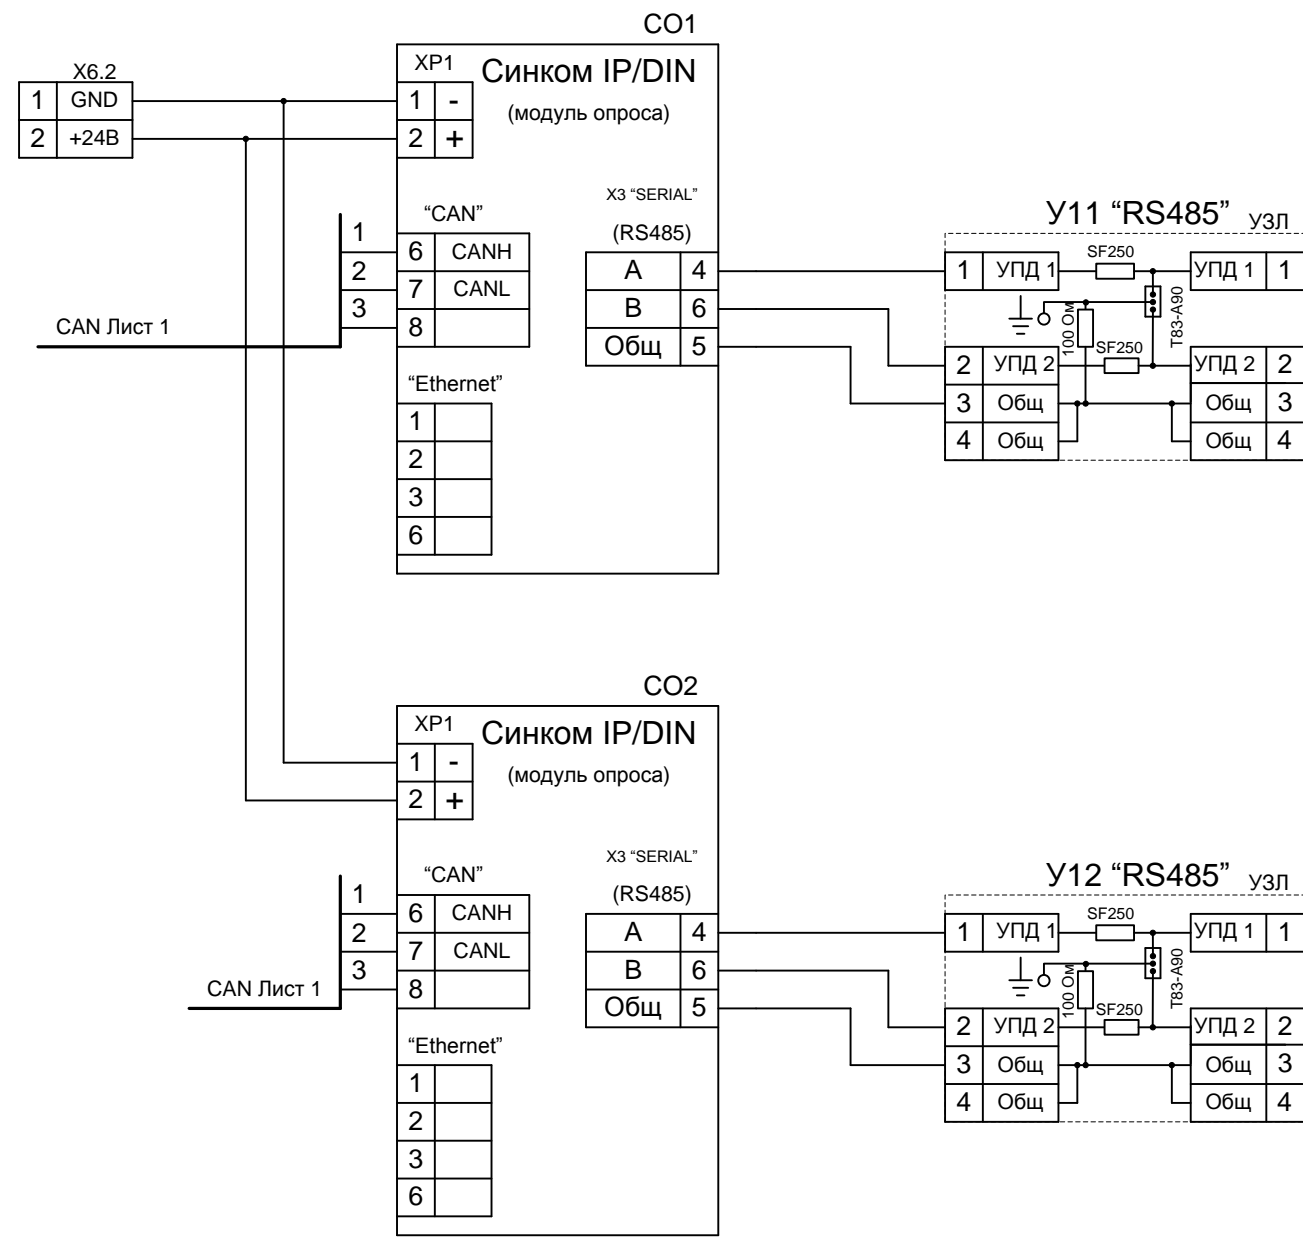 СО1
X6.2
1 GND
2 +24В
XP1
Синком IP/DIN
(модуль опроса)
1 -
2 +
X3 “SERIAL”
(RS485)
“CAN”
1
6 CANH
2
7 CANL
3
8
CAN Лист 1
A 4
B 6
Общ 5
“Ethernet”
1
2
3
6
У11 “RS485” УЗЛ
SF250
1 УПД 1
УПД 1 1
100 Ом
T83-A90
SF250
2 УПД 2
УПД 2 2
3 Общ
Общ 3
4 Общ
Общ 4
СО2
XP1
Синком IP/DIN
(модуль опроса)
1 -
2 +
X3 “SERIAL”
(RS485)
“CAN”
1
6 CANH
2
7 CANL
3
8
CAN Лист 1
A 4
B 6
Общ 5
“Ethernet”
1
2
3
6
У12 “RS485” УЗЛ
SF250
1 УПД 1
УПД 1 1
100 Ом
T83-A90
SF250
2 УПД 2
УПД 2 2
3 Общ
Общ 3
4 Общ
Общ 4